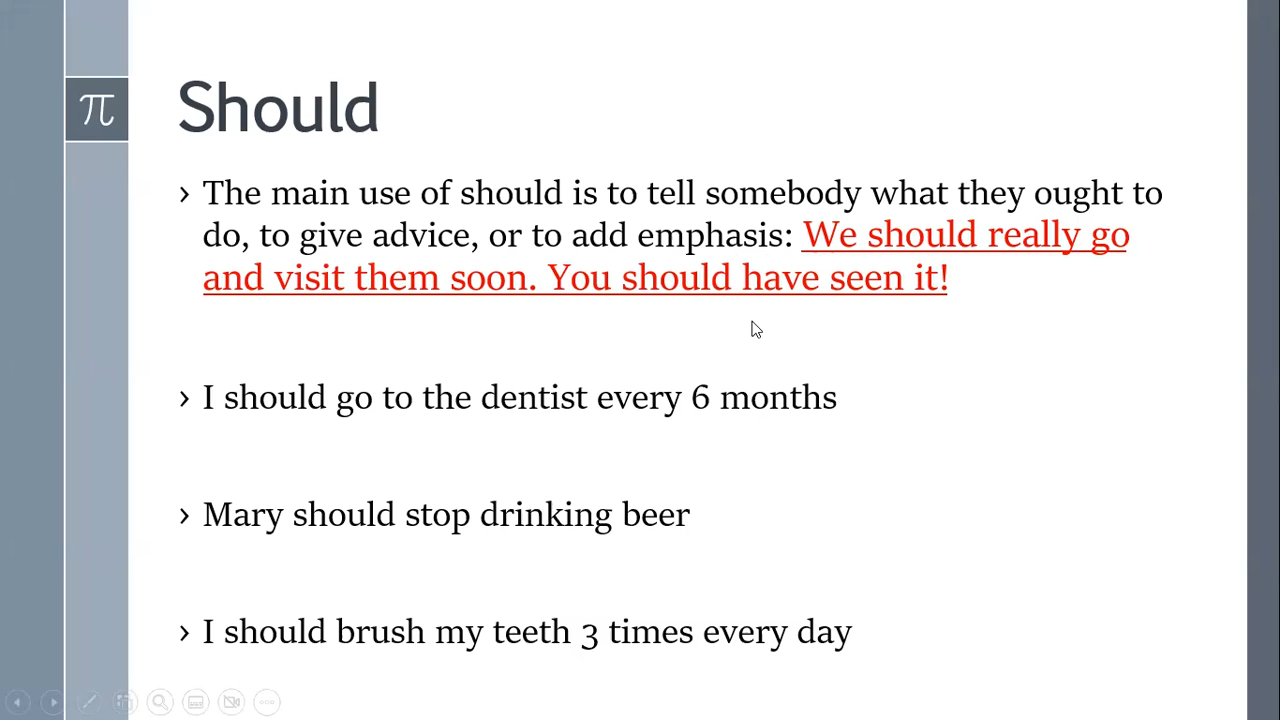 π
Should
› The main use of should is to tell somebody what they ought to
do, to give advice, or to add emphasis: We should really go
and visit them soon. You should have seen it!
› I should go to the dentist every 6 months
› Mary should stop drinking beer
› I should brush my teeth 3 times every day